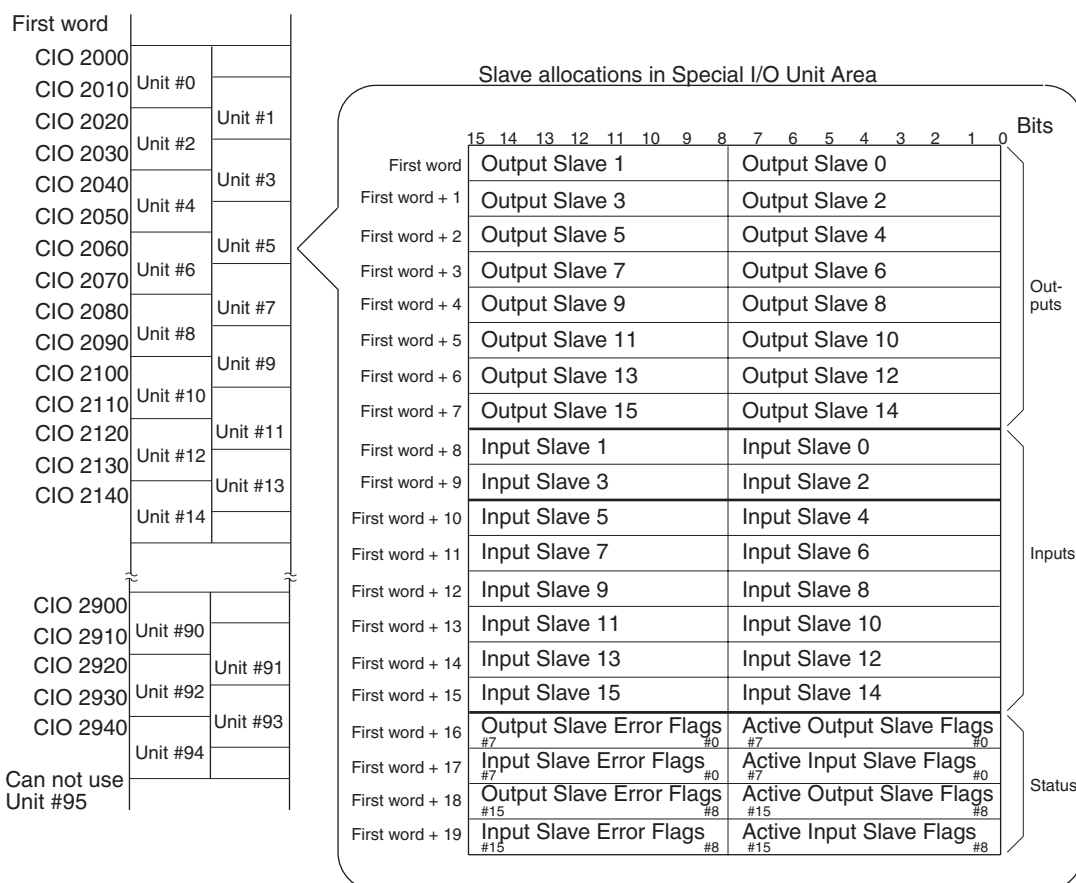 First word
CIO 2000
CIO 2010
CIO 2020
CIO 2030
CIO 2040
CIO 2050
CIO 2060
CIO 2070
CIO 2080
CIO 2090
CIO 2100
CIO 2110
CIO 2120
CIO 2130
CIO 2140
CIO 2900
CIO 2910
CIO 2920
CIO 2930
CIO 2940
Can not use
Unit #95
Unit #0
Unit #2
Unit #4
Unit #6
Unit #8
Unit #10
Unit #12
Unit #14
Unit #90
Unit #92
Unit #94
Unit #1
Unit #3
Unit #5
Unit #7
Unit #9
Unit #11
Unit #13
Unit #91
Unit #93
Slave allocations in Special I/O Unit Area
15 14 13 12 11 10 9 8 7 6 5 4 3 2 1 0 Bits
First word Output Slave 1 Output Slave 0
First word + 1 Output Slave 3 Output Slave 2
First word + 2 Output Slave 5 Output Slave 4
First word + 3 Output Slave 7 Output Slave 6
First word + 4 Output Slave 9 Output Slave 8
First word + 5 Output Slave 11 Output Slave 10
First word + 6 Output Slave 13 Output Slave 12
First word + 7 Output Slave 15 Output Slave 14
Out-
puts
First word + 8 Input Slave 1 Input Slave 0
First word + 9 Input Slave 3 Input Slave 2
First word + 10 Input Slave 5 Input Slave 4
First word + 11 Input Slave 7 Input Slave 6
First word + 12 Input Slave 9 Input Slave 8
First word + 13 Input Slave 11 Input Slave 10
First word + 14 Input Slave 13 Input Slave 12
First word + 15 Input Slave 15 Input Slave 14
Inputs
First word + 16 Output Slave Error Flags Active Output Slave Flags
#7 #0 #7 #0
First word + 17 Input Slave Error Flags Active Input Slave Flags
#7 #0 #7 #0
First word + 18 Output Slave Error Flags Active Output Slave Flags
#15 #8 #15 #8
First word + 19 Input Slave Error Flags Active Input Slave Flags
#15 #8 #15 #8
Status